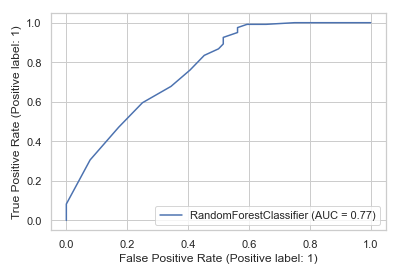 True Positive Rate (Positive label: 1)
1.0
0.8
0.6
0.4
0.2
0.0
RandomForestClassifier (AUC = 0.77)
0.0 0.2 0.4 0.6 0.8 1.0
False Positive Rate (Positive label: 1)